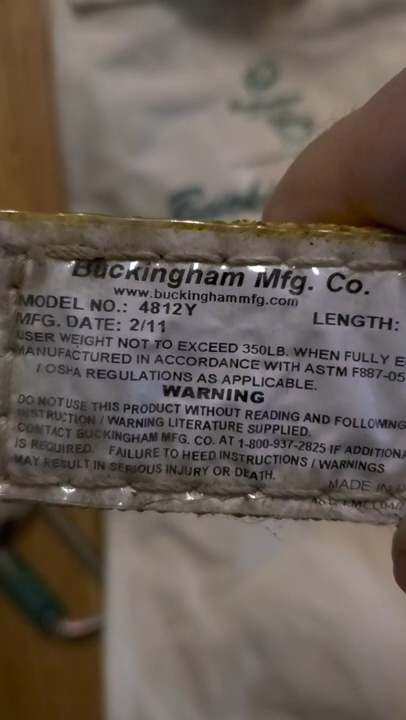 Buckingham Mfg. Co.
www.buckinghammfg.com
MODEL NO.: 4812Y
LENGTH:
MFG. DATE: 2/11
USER WEIGHT NOT TO EXCEED 350LB. WHEN FULLY E
MANUFACTURED IN ACCORDANCE WITH ASTM F887-05
/ OSHA REGULATIONS AS APPLICABLE.
WARNING
DO NOT USE THIS PRODUCT WITHOUT READING AND FOLLOWING
INSTRUCTION / WARNING LITERATURE SUPPLIED.
CONTACT BUCKINGHAM MFG. CO. AT 1-800-937-2825 IF ADDITIONA
IS REQUIRED. FAILURE TO HEED INSTRUCTIONS / WARNINGS
MAY RESULT IN SERIOUS INJURY OR DEATH.
MADE IN